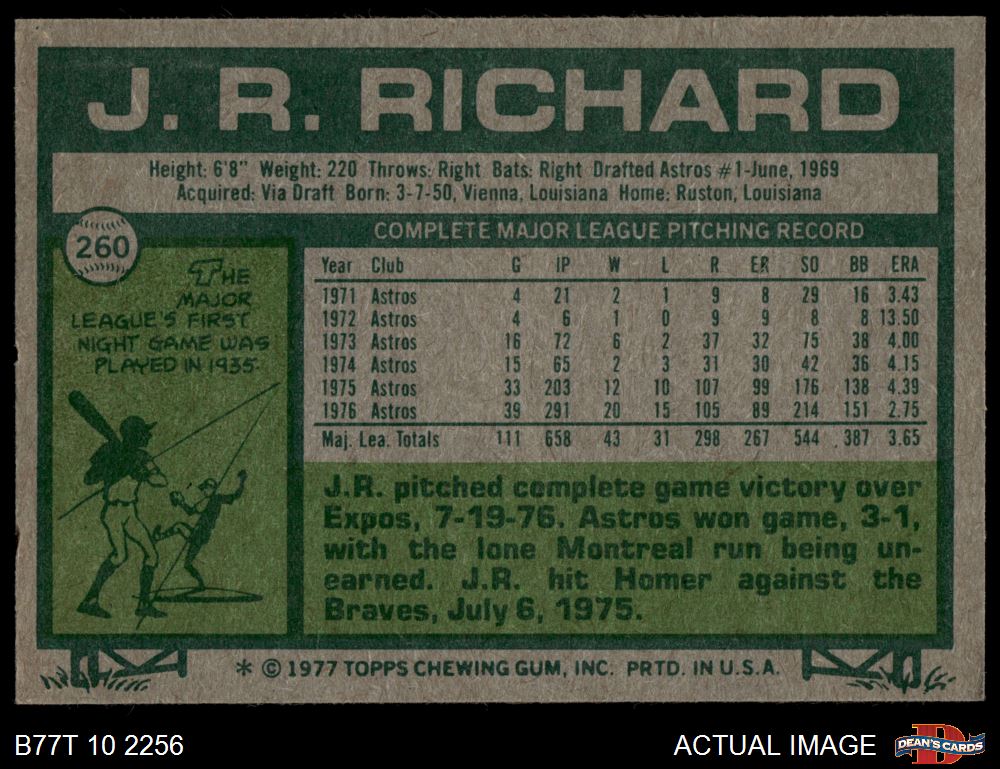 J. R. RICHARD
Height: 6'8" Weight: 220 Throws: Right Bats: Right Drafted Astros #1-June, 1969
Acquired: Via Draft Born: 3-7-50, Vienna, Louisiana Home: Ruston, Louisiana
260
THE
MAJOR
LEAGUE'S FIRST
NIGHT GAME WAS
PLAYED IN 1935.
COMPLETE MAJOR LEAGUE PITCHING RECORD
Year Club G IP W L R ER SO BB ERA
1971 Astros 4 21 2 1 9 8 29 16 3.43
1972 Astros 4 6 1 0 9 9 8 8 13.50
1973 Astros 16 72 6 2 37 32 75 38 4.00
1974 Astros 15 65 2 3 31 30 42 36 4.15
1975 Astros 33 203 12 10 107 99 176 138 4.39
1976 Astros 39 291 20 15 105 89 214 151 2.75
Maj. Lea. Totals 111 658 43 31 298 267 544 387 3.65
J.R. pitched complete game victory over
Expos, 7-19-76. Astros won game, 3-1,
with the lone Montreal run being un-
earned. J.R. hit Homer against the
Braves, July 6, 1975.
* © 1977 TOPPS CHEWING GUM, INC. PRTD. IN U.S.A.
B77T 10 2256
ACTUAL IMAGE
D
DEAN'S CARDS